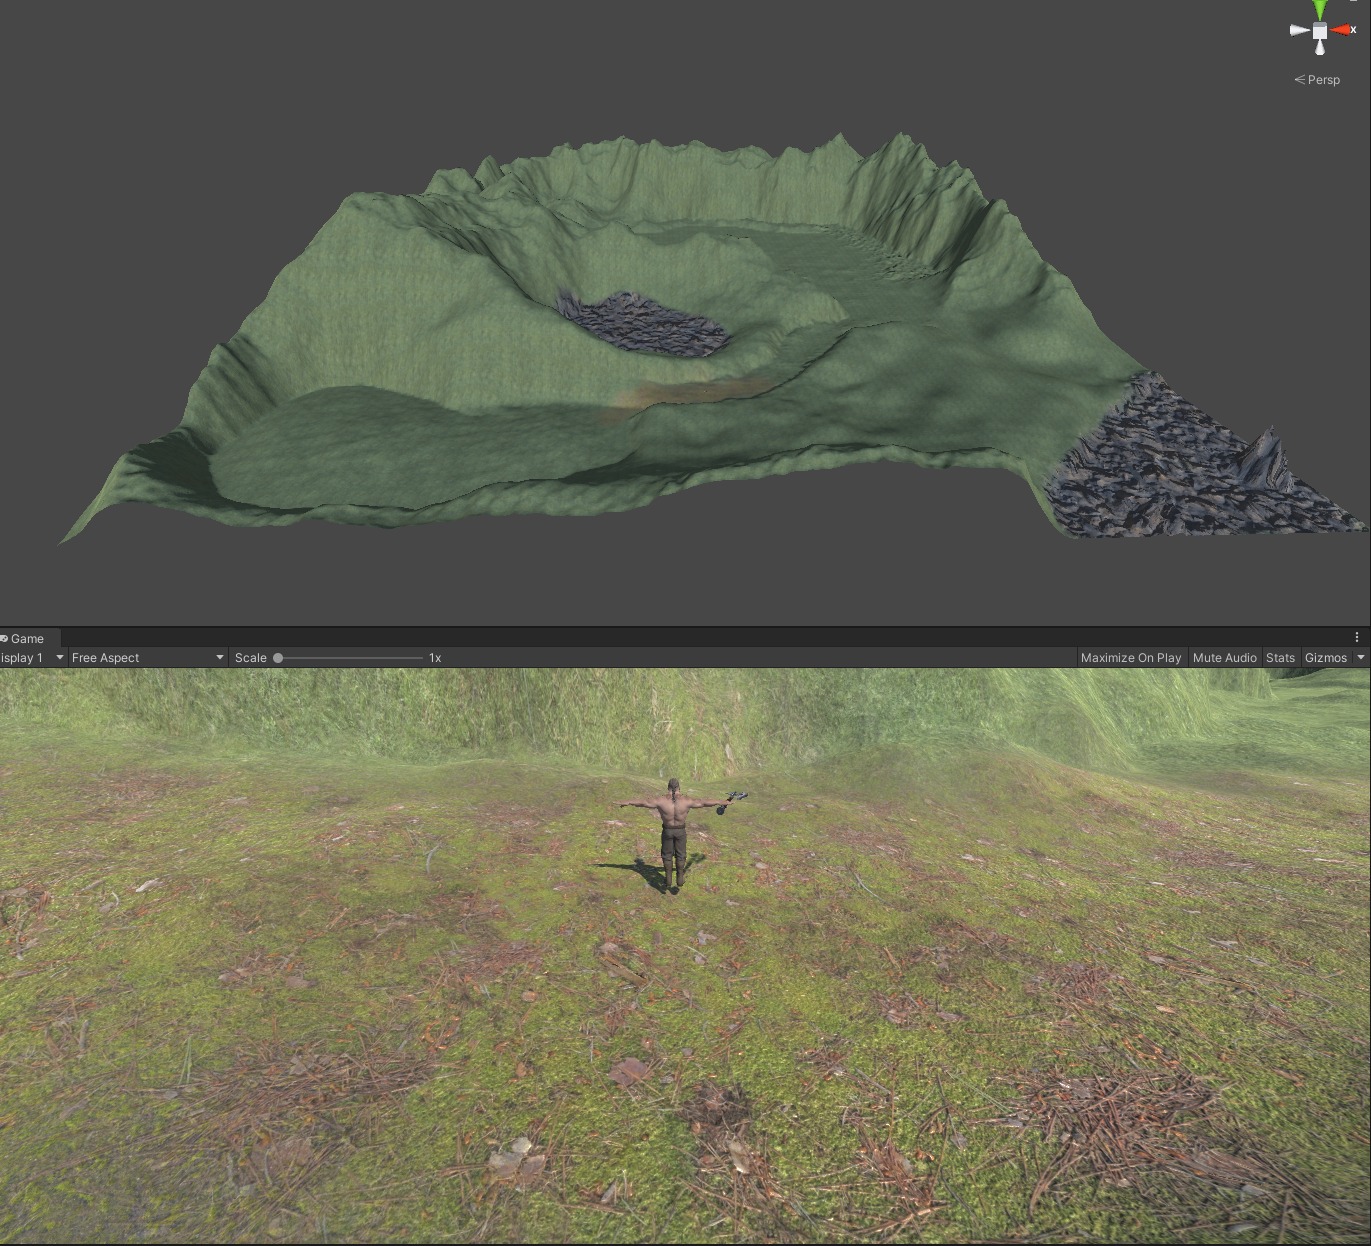 x
Persp
Game
isplay 1
Free Aspect
Scale
1x
Maximize On Play
Mute Audio
Stats
Gizmos